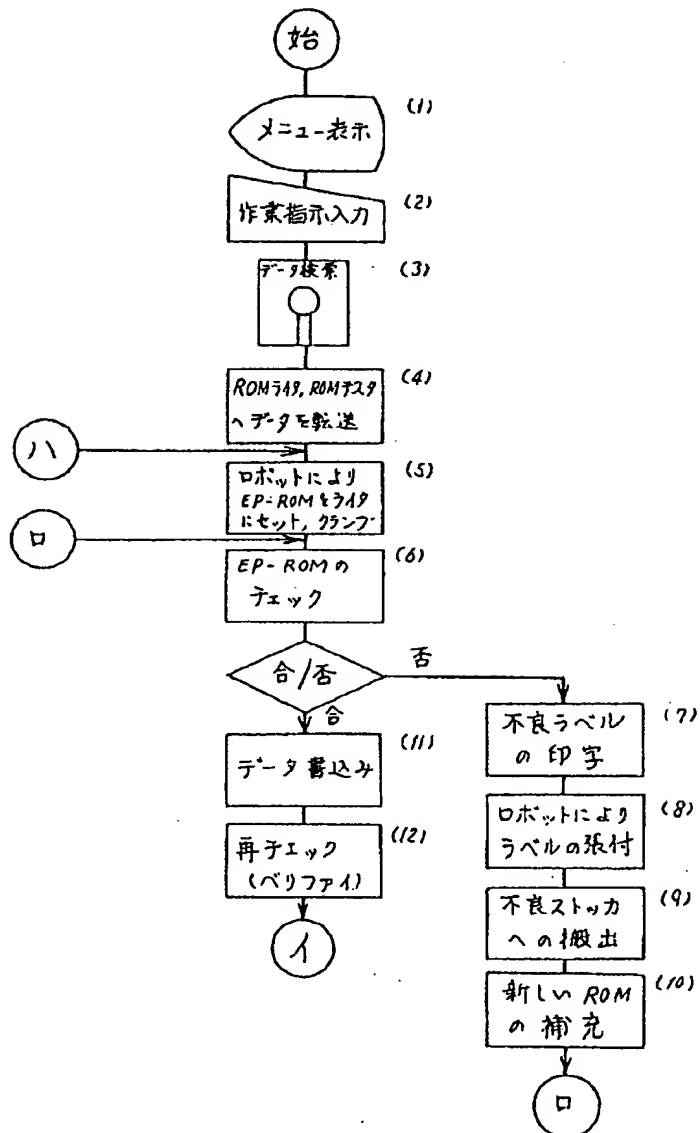 始
メニュー表示
(1)
作業指示入力
(2)
データ検索
(3)
ROMライタ,ROMテスタ
へデータを転送
(4)
ハ
ロボットにより
EP-ROMをライタ
にセット,クランプ
(5)
ロ
EP-ROMの
チェック
(6)
合/否
否
合
不良ラベル
の印字
(7)
データ書込み
(11)
ロボットにより
ラベルの張付
(8)
再チェック
(ベリファイ)
(12)
不良ストッカ
への搬出
(9)
イ
新しいROM
の補充
(10)
ロ